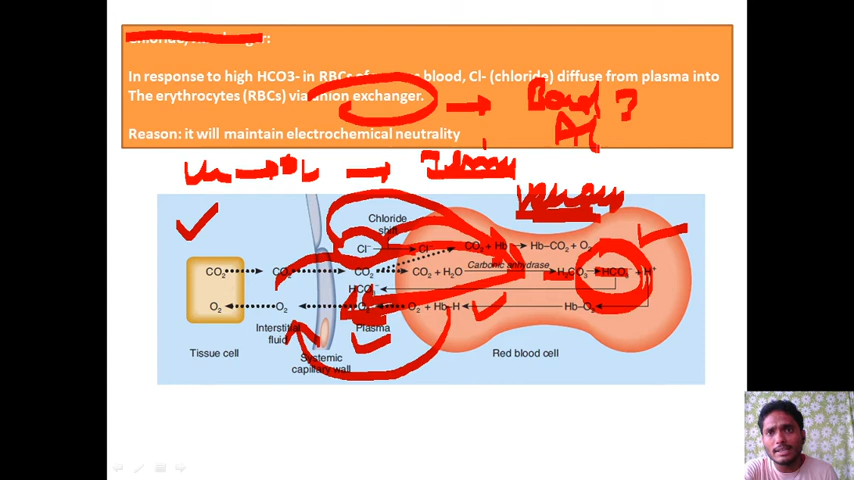 In response to high HCO3- in RBCs of blood, Cl- (chloride) diffuse from plasma into
The erythrocytes (RBCs) via anion exchanger.
Reason: it will maintain electrochemical neutrality
Chloride
shift
Cl⁻ Cl⁻
CO₂ + Hb Hb-CO₂ + O₂
Carbonic anhydrase
CO₂ CO₂ CO₂ CO₂ + H₂O H₂CO₃ HCO₃⁻ + H⁺
O₂ O₂ O₂ O₂ + Hb-H Hb-O₂
Interstitial
fluid
Plasma
Tissue cell
Systemic
capillary wall
Red blood cell